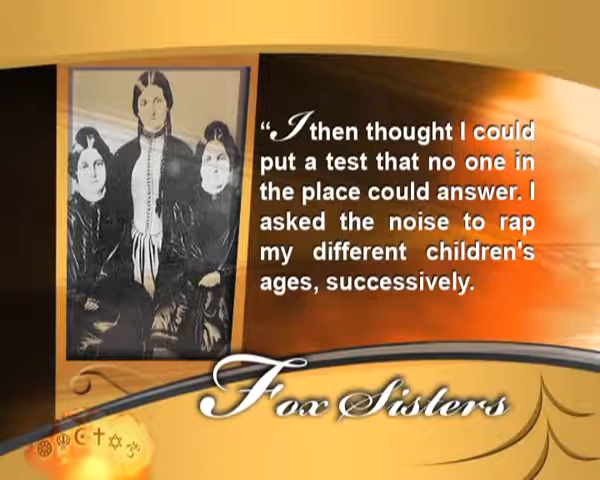 “I then thought I could
put a test that no one in
the place could answer. I
asked the noise to rap
my different children's
ages, successively.
Fox Sisters